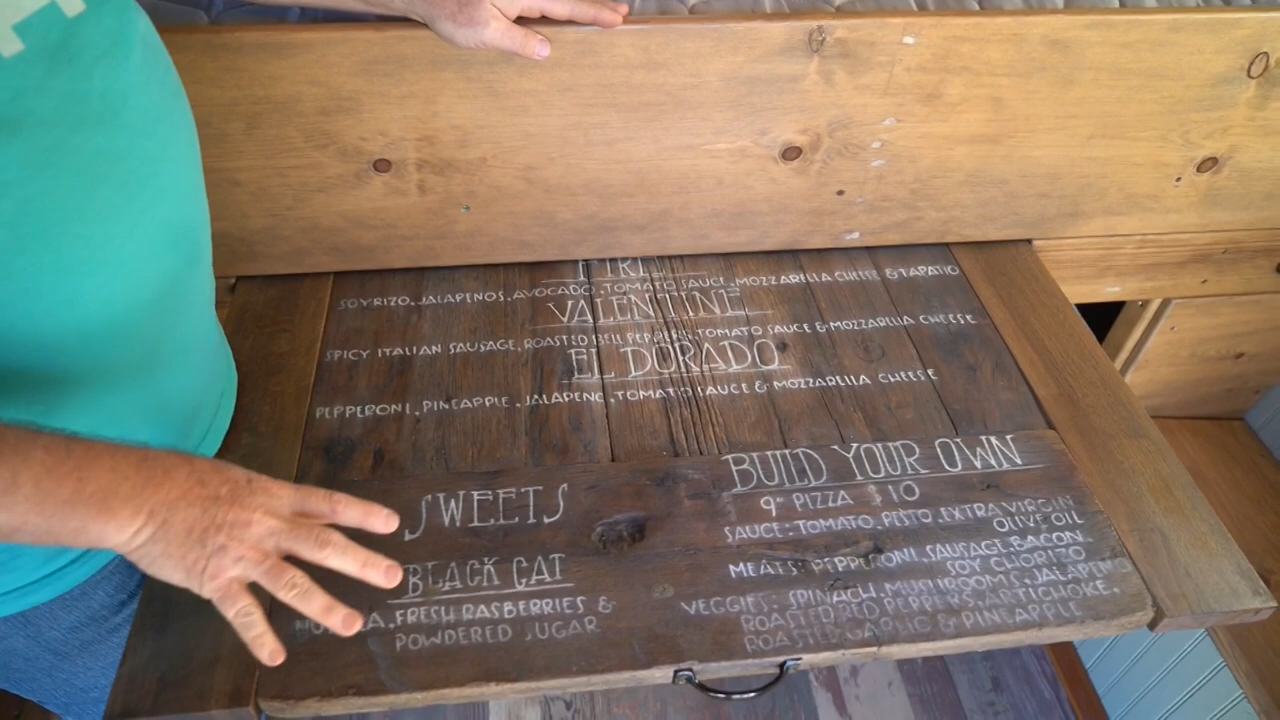 FIRE
SOYRIZO, JALAPENOS, AVOCADO, TOMATO SAUCE, MOZZARELLA CHEESE & TAPATIO
VALENTINE
SPICY ITALIAN SAUSAGE, ROASTED BELL PEPPERS, TOMATO SAUCE & MOZZARELLA CHEESE
EL DORADO
PEPPERONI, PINEAPPLE, JALAPENO, TOMATO SAUCE & MOZZARELLA CHEESE
SWEETS
BLACK CAT
FRESH RASBERRIES &
POWDERED SUGAR
BUILD YOUR OWN
9" PIZZA $10
SAUCE: TOMATO, PESTO, EXTRA VIRGIN
OLIVE OIL
MEATS: PEPPERONI, SAUSAGE, BACON,
SOY CHORIZO
VEGGIES: SPINACH, MUSHROOMS, JALAPENO
ROASTED RED PEPPERS, ARTICHOKE,
ROASTED GARLIC & PINEAPPLE